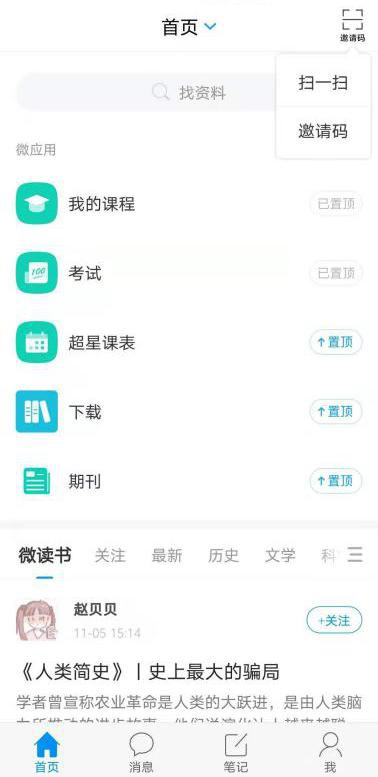 首页
邀请码
扫一扫
找资料
邀请码
微应用
我的课程
已置顶
考试
已置顶
超星课表
置顶
下载
置顶
期刊
置顶
微读书 关注 最新 历史 文学 科
赵贝贝
11-05 15:14
+关注
《人类简史》丨史上最大的骗局
学者曾宣称农业革命是人类的大跃进，是由人类脑
首页 消息 笔记 我